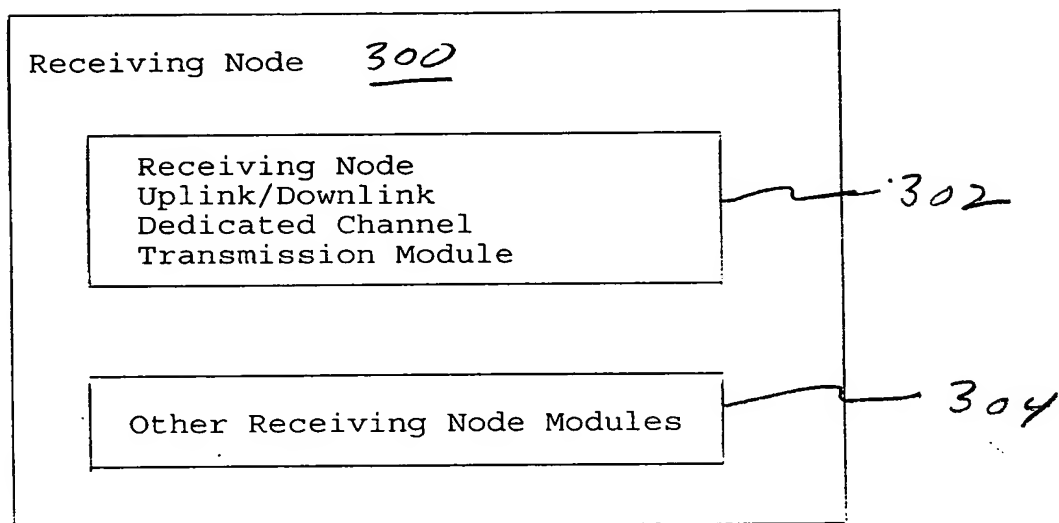 Receiving Node 300
Receiving Node
Uplink/Downlink
Dedicated Channel
Transmission Module
302
Other Receiving Node Modules
304